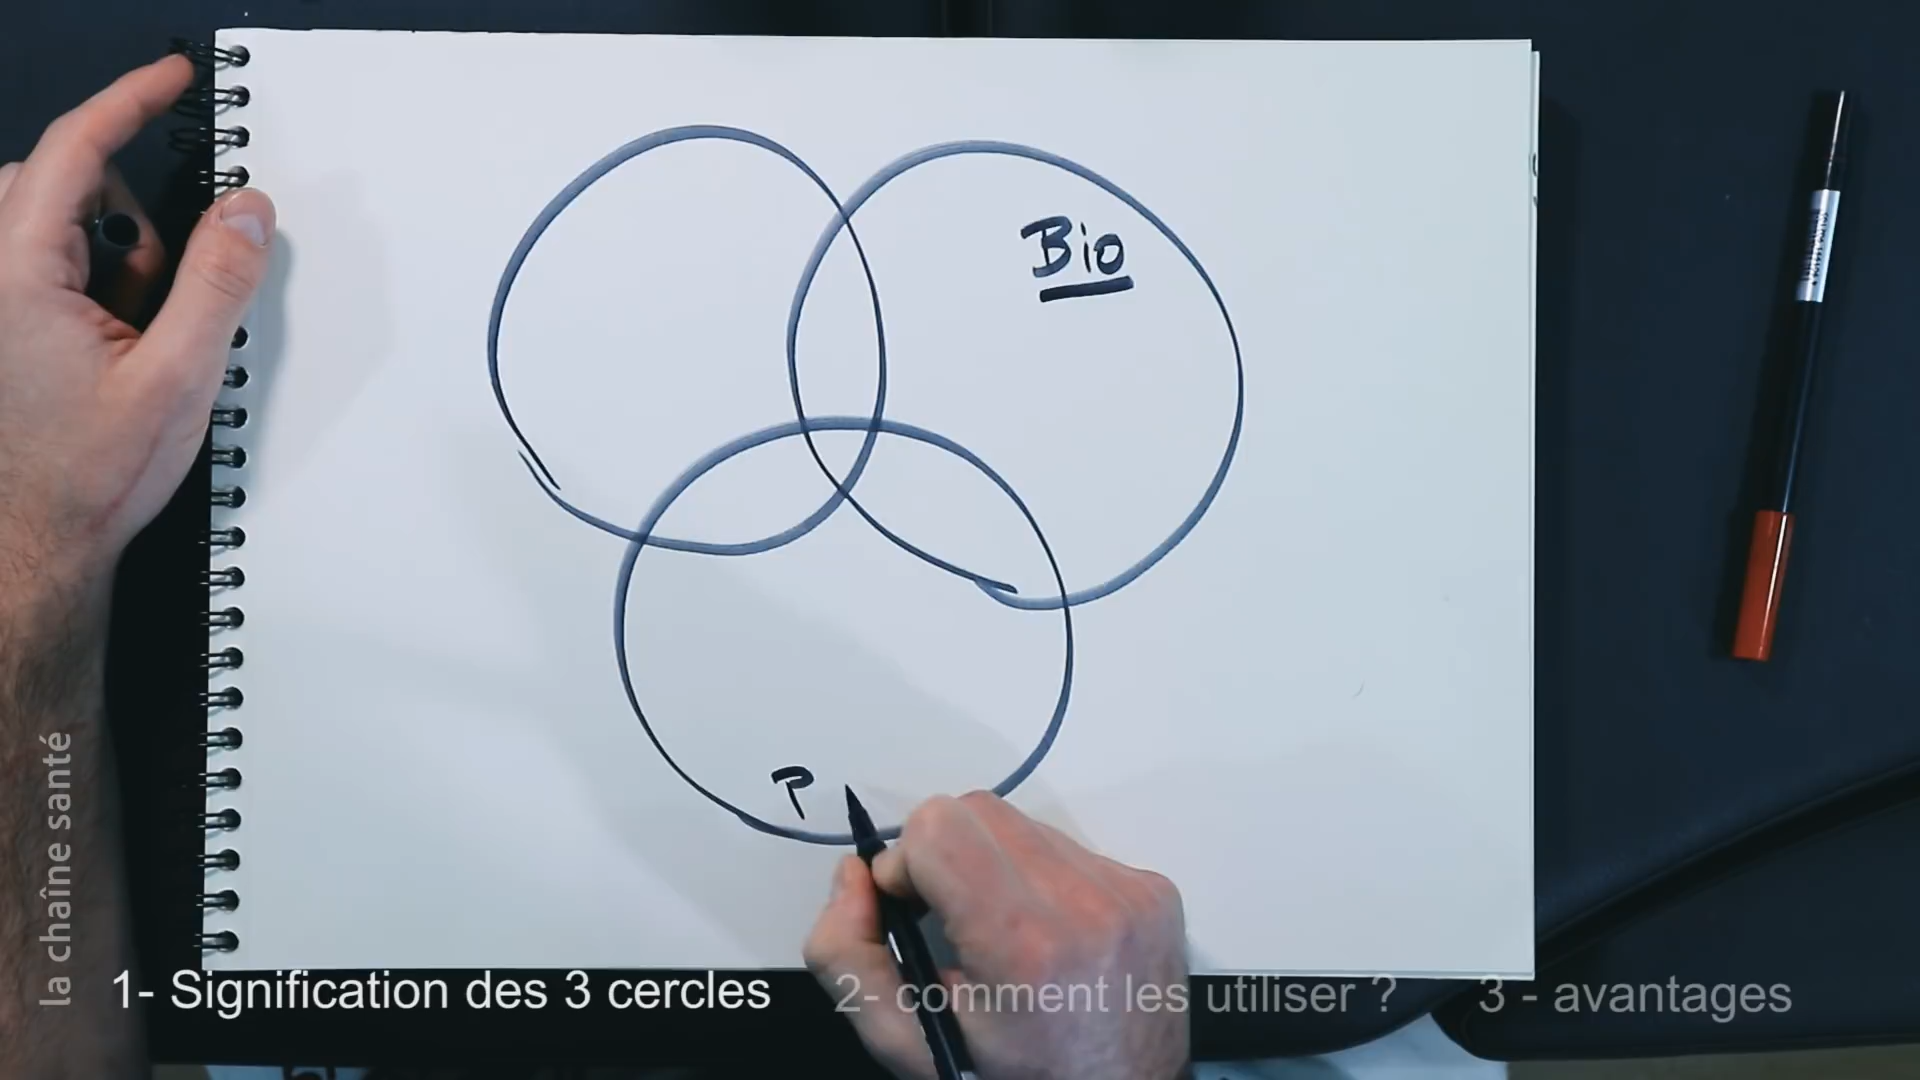 Bio
P
la chaîne santé
1- Signification des 3 cercles
2- comment les utiliser ?
3 - avantages